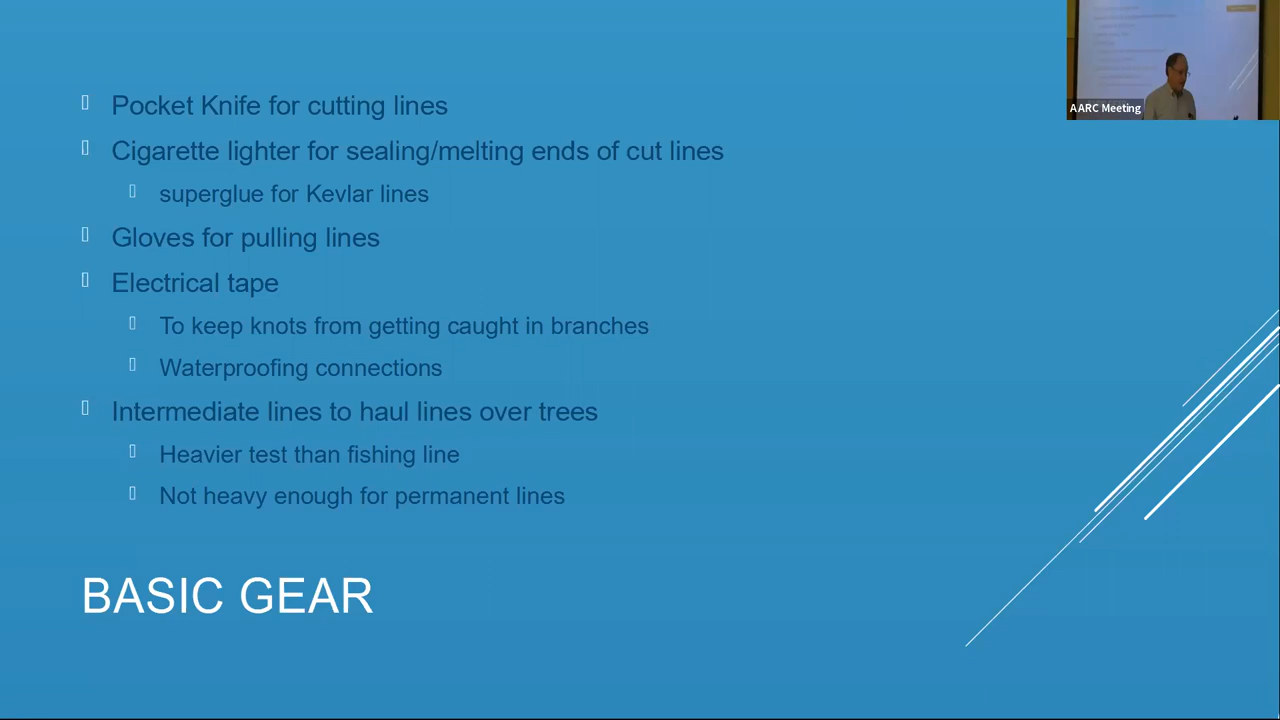 AARC Meeting
Pocket Knife for cutting lines
Cigarette lighter for sealing/melting ends of cut lines
superglue for Kevlar lines
Gloves for pulling lines
Electrical tape
To keep knots from getting caught in branches
Waterproofing connections
Intermediate lines to haul lines over trees
Heavier test than fishing line
Not heavy enough for permanent lines
BASIC GEAR